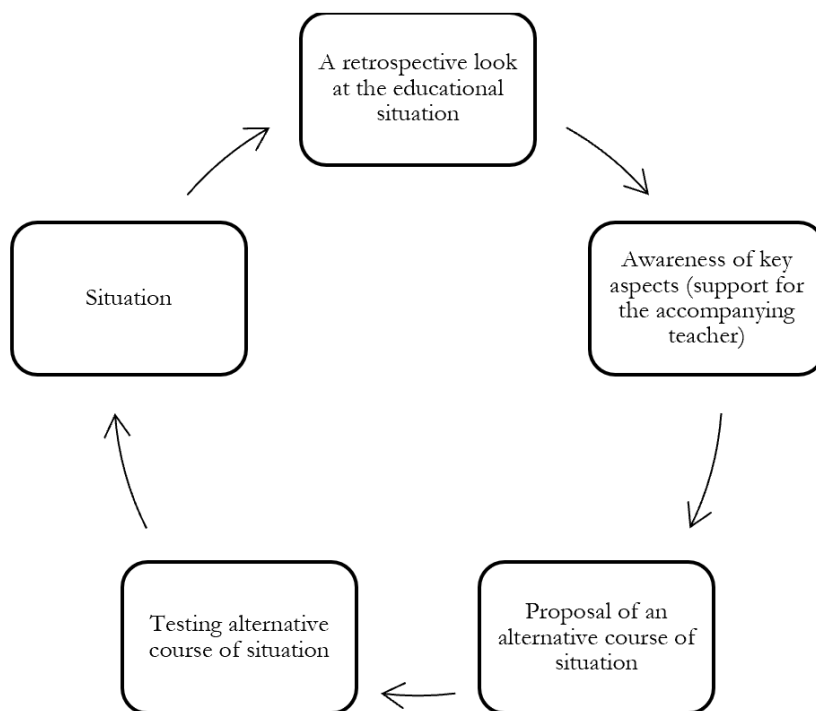 A retrospective look
at the educational
situation
Awareness of key
aspects (support for
the accompanying
teacher)
Proposal of an
alternative course of
situation
Testing alternative
course of situation
Situation